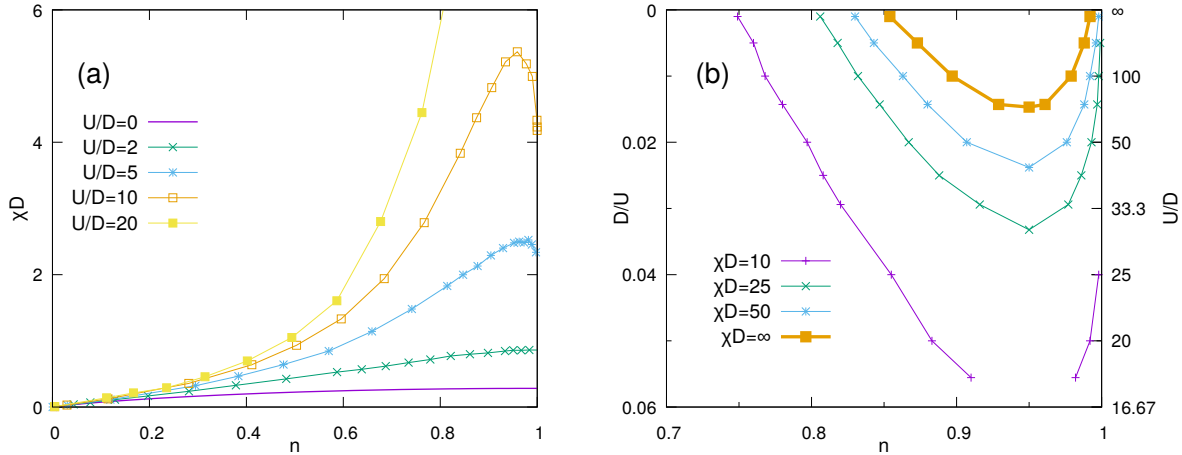 6
4
2
0
χD
(a)
U/D=0
U/D=2
U/D=5
U/D=10
U/D=20
0 0.2 0.4 0.6 0.8 1
n
0
0.02
0.04
0.06
D/U
(b)
χD=10
χD=25
χD=50
χD=∞
∞
100
50
33.3
25
20
16.67
U/D
0.7 0.8 0.9 1
n